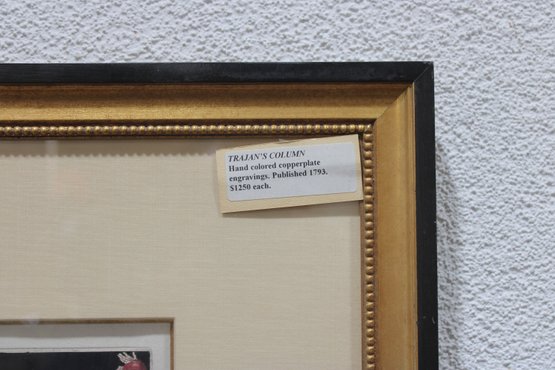 TRAJAN'S COLUMN
Hand colored copperplate
engravings. Published 1793.
$1250 each.